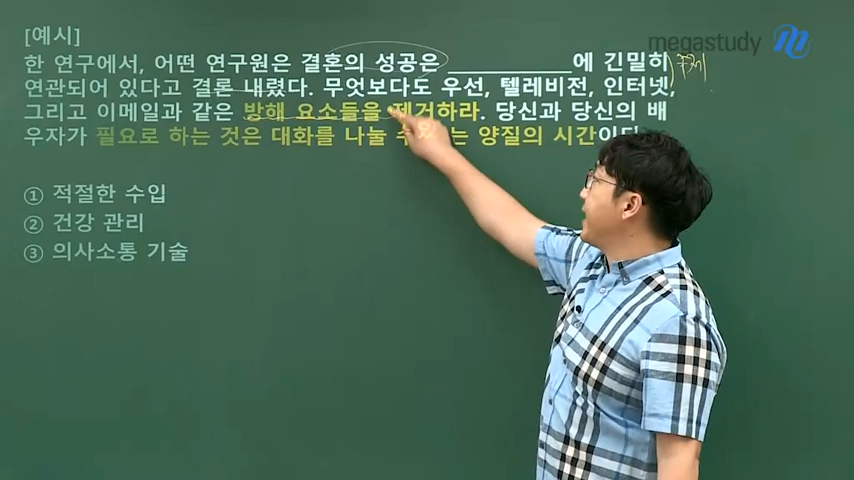 megastudy
[예시]
한 연구에서, 어떤 연구원은 결혼의 성공은 ____________에 긴밀히
연관되어 있다고 결론 내렸다. 무엇보다도 우선, 텔레비전, 인터넷,
그리고 이메일과 같은 방해 요소들을 제거하라. 당신과 당신의 배
우자가 필요로 하는 것은 대화를 나눌 수 있는 양질의 시간이다.
① 적절한 수입
② 건강 관리
③ 의사소통 기술